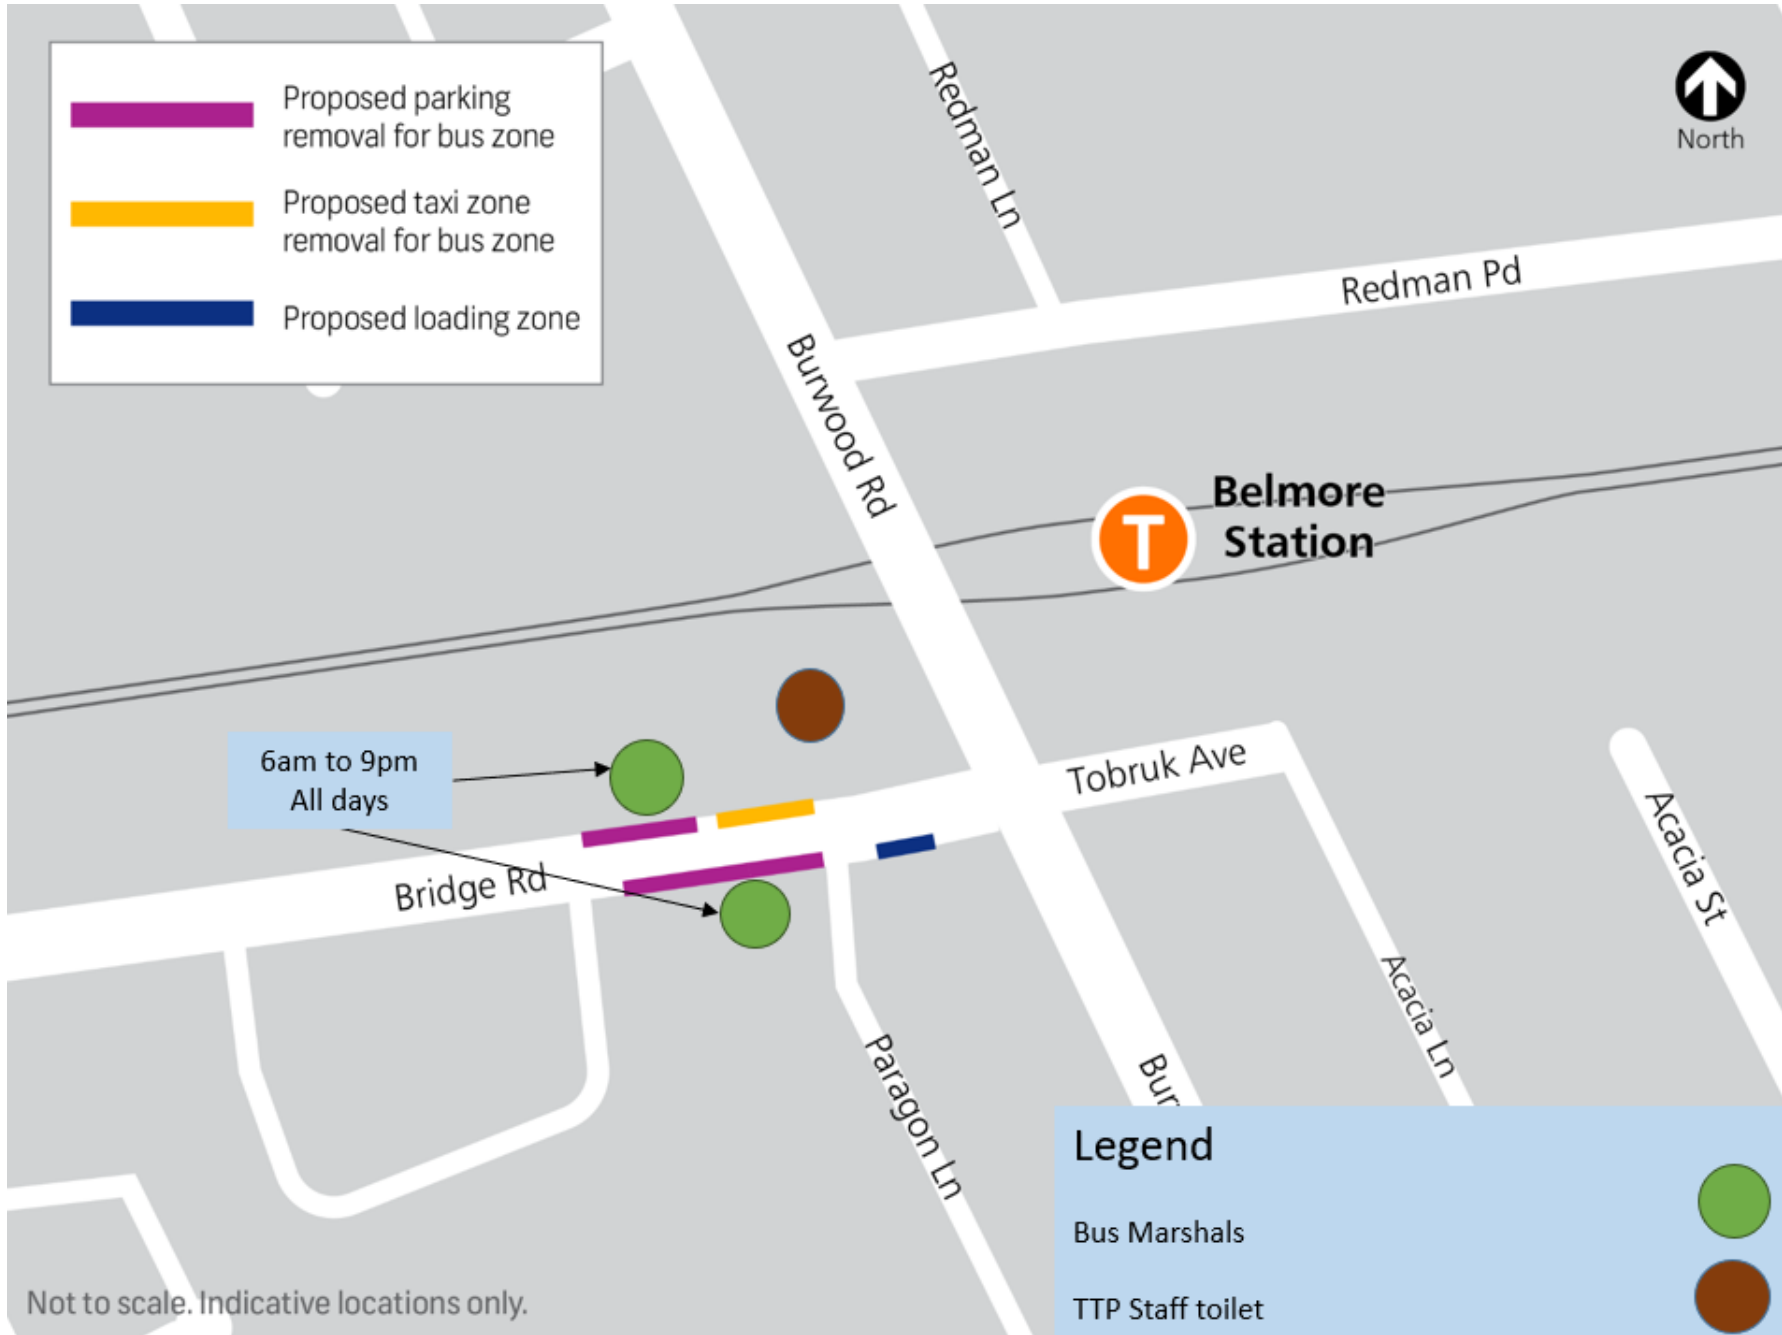 Proposed parking
removal for bus zone
Proposed taxi zone
removal for bus zone
Proposed loading zone
North
Redman Ln
Redman Pd
Burwood Rd
T
Belmore
Station
6am to 9pm
All days
Tobruk Ave
Bridge Rd
Acacia St
Acacia Ln
Paragon Ln
Bur
Legend
Bus Marshals
TTP Staff toilet
Not to scale. Indicative locations only.